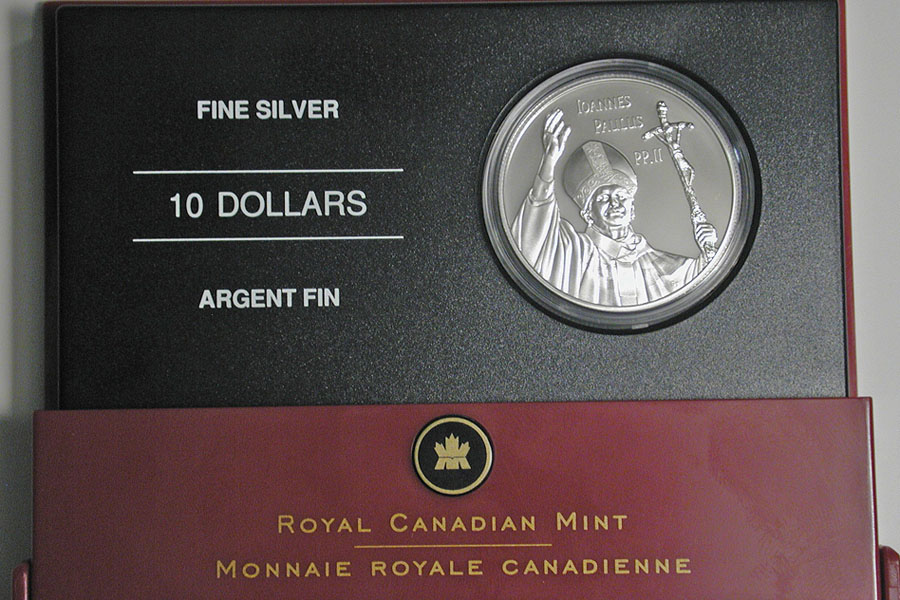 FINE SILVER
10 DOLLARS
ARGENT FIN
IOANNES
PAULUS
PP.II
ROYAL CANADIAN MINT
MONNAIE ROYALE CANADIENNE